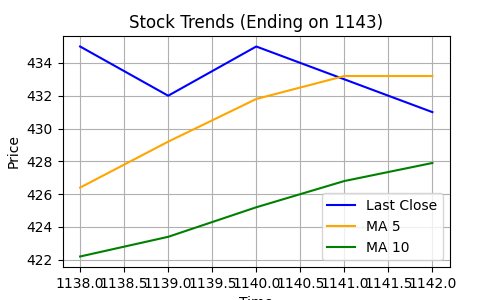 Stock Trends (Ending on 1143)
Price
434
432
430
428
426
424
422
Last Close
MA 5
MA 10
1138.0 1138.5 1139.0 1139.5 1140.0 1140.5 1141.0 1141.5 1142.0
Time